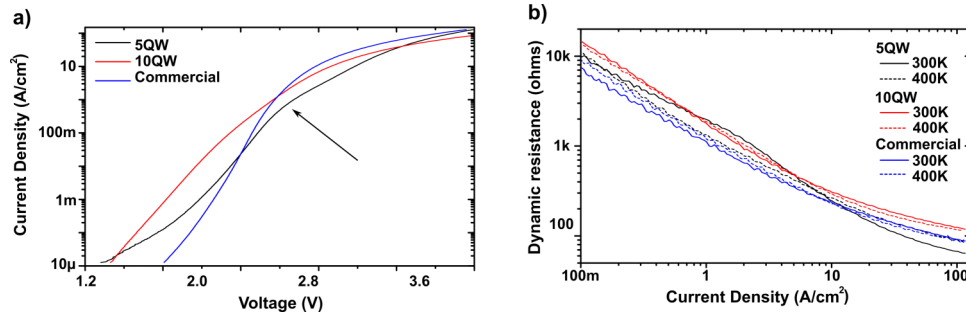 a)
Current Density (A/cm²)
10
100m
1m
10µ
5QW
10QW
Commercial
1.2
2.0
2.8
3.6
Voltage (V)
b)
Dynamic resistance (ohms)
10k
1k
100
5QW
300K
400K
10QW
300K
400K
Commercial
300K
400K
100m
1
10
100
Current Density (A/cm²)